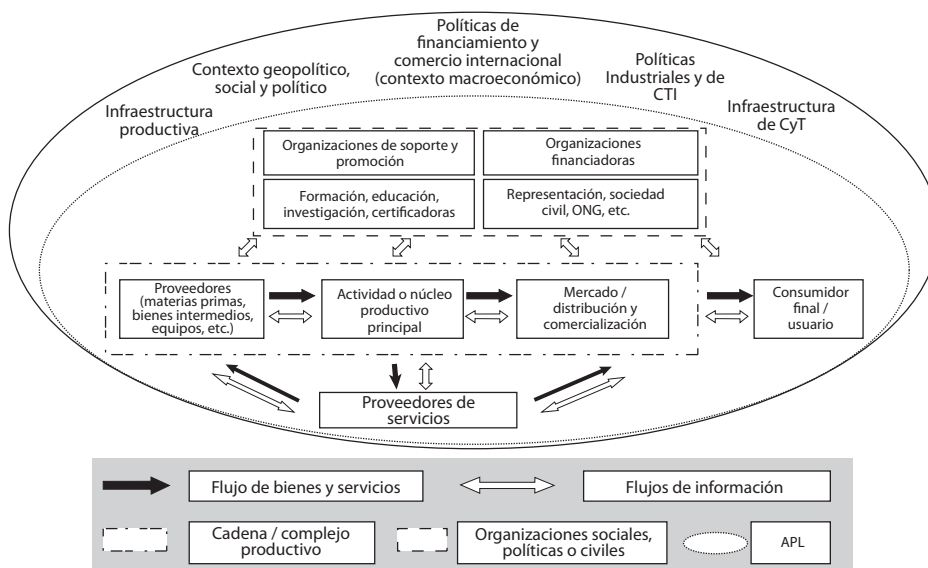 Políticas de
financiamiento y
comercio internacional
(contexto macroeconómico)
Contexto geopolítico,
social y político
Políticas
Industriales y de
CTI
Infraestructura
productiva
Infraestructura
de CyT
Organizaciones de soporte y
promoción
Organizaciones
financiadoras
Formación, educación,
investigación, certificadoras
Representación, sociedad
civil, ONG, etc.
Proveedores
(materias primas,
bienes intermedios,
equipos, etc.)
Actividad o núcleo
productivo
principal
Mercado /
distribución y
comercialización
Consumidor
final /
usuario
Proveedores de
servicios
Flujo de bienes y servicios
Flujos de información
Cadena / complejo
productivo
Organizaciones sociales,
políticas o civiles
APL